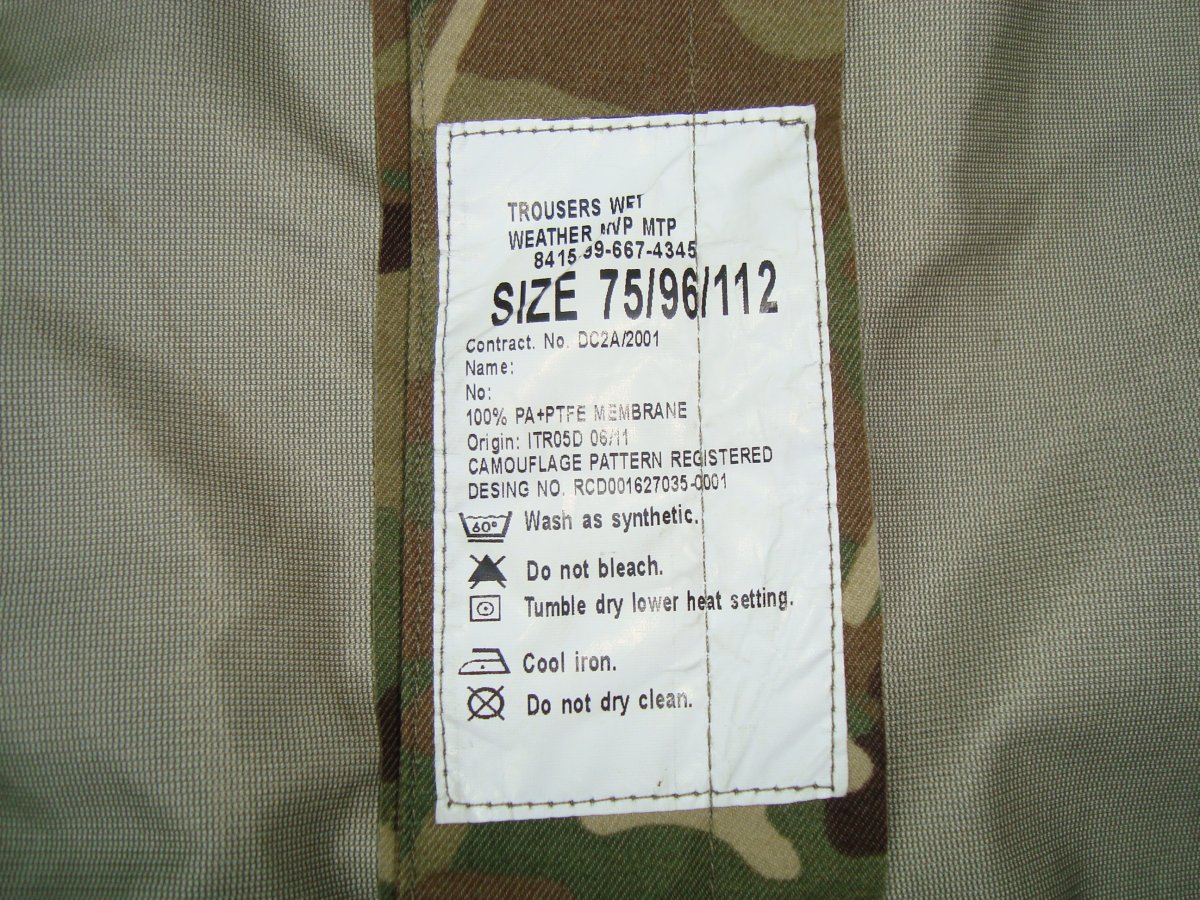 TROUSERS WET
WEATHER MVP MTP
8415 99-667-4345
SIZE 75/96/112
Contract. No. DC2A/2001
Name:
No:
100% PA+PTFE MEMBRANE
Origin: ITR05D 06/11
CAMOUFLAGE PATTERN REGISTERED
DESING NO. RCD001627035-0001
60° Wash as synthetic.
Do not bleach.
Tumble dry lower heat setting.
Cool iron.
Do not dry clean.